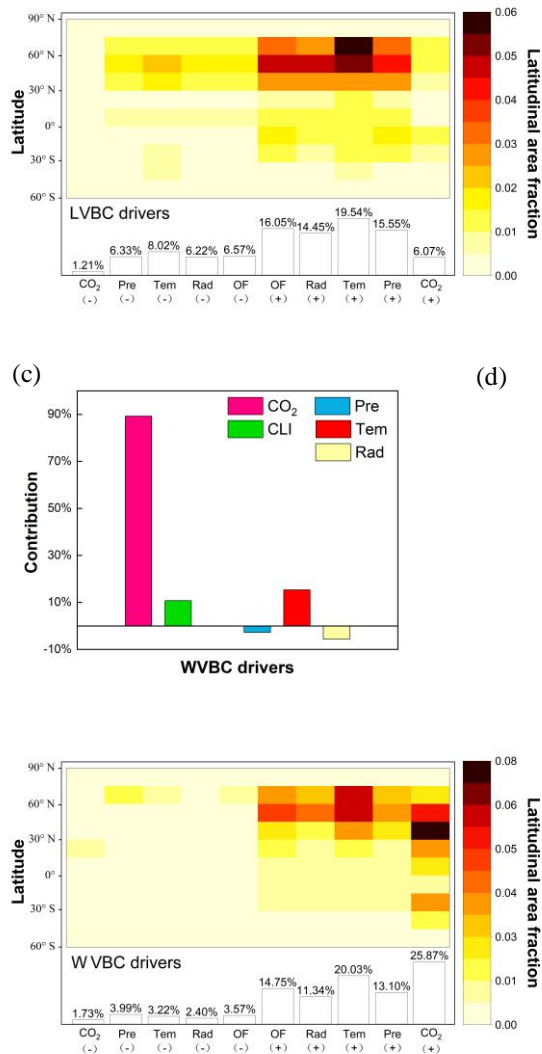 90° N
60° N
30° N
0°
30° S
60° S
Latitude
LVBC drivers
1.21%
6.33%
8.02%
6.22%
6.57%
16.05%
14.45%
19.54%
15.55%
6.07%
CO2 Pre Tem Rad OF OF Rad Tem Pre CO2
(-) (-) (-) (-) (-) (+) (+) (+) (+) (+)
0.06
0.05
0.04
0.03
0.02
0.01
0.00
Latitudinal area fraction
(c)
(d)
CO2 Pre
CLI Tem
Rad
90%
70%
50%
30%
10%
-10%
Contribution
WVBC drivers
90° N
60° N
30° N
0°
30° S
60° S
Latitude
W VBC drivers
1.73%
3.99%
3.22%
2.40%
3.57%
14.75%
11.34%
20.03%
13.10%
25.87%
CO2 Pre Tem Rad OF OF Rad Tem Pre CO2
(-) (-) (-) (-) (-) (+) (+) (+) (+) (+)
0.08
0.06
0.04
0.03
0.01
0.00
Latitudinal area fraction